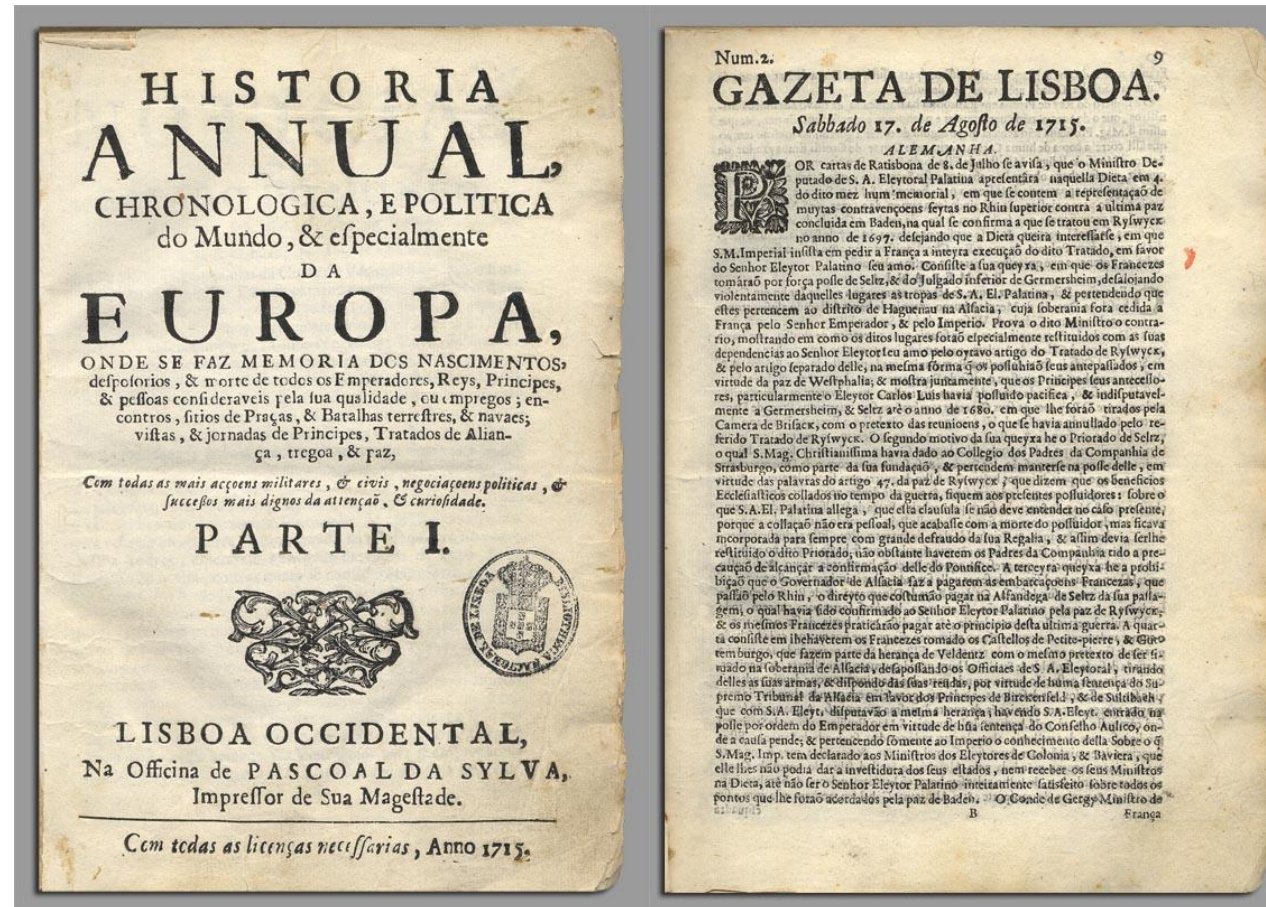 HISTORIA
ANNUAL,
CHRONOLOGICA, E POLITICA
do Mundo, & eſpecialmente
DA
EUROPA,
ONDE SE FAZ MEMORIA DOS NASCIMENTOS,
deſpoſorios, & morte de todos os Emperadores, Reys, Principes,
& peſſoas conſideraveis pela ſua qualidade, ou empregos; en-
contros, ſitios de Praças, & Batalhas terreſtres, & navaes;
viſtas, & jornadas de Principes, Tratados de Alian-
ça, tregoa, & paz,
Com todas as mais acçoens militares, & civis, negociaçoens politicas, &
ſucceſſos mais dignos da attençaõ, & curioſidade.
PARTE I.
BIBLIOTHECA NACIONAL DE LISBOA
LISBOA OCCIDENTAL,
Na Officina de PASCOAL DA SYLVA,
Impreſſor de Sua Mageſtade.
Com todas as licenças neceſſarias, Anno 1715.
Num.2. 9
GAZETA DE LISBOA.
Sabbado 17. de Agoſto de 1715.
ALEMANHA.
POR cartas de Ratisbona de 8. de Julho ſe aviſa, que o Miniſtro De-
putado de S. A. Eleytoral Palatina apreſentára naquella Dieta em 4.
do dito mez hum memorial, em que ſe contem a repreſentaçaõ de
muytas contravençoens feytas no Rhin ſuperior contra a ultima paz
concluida em Baden, na qual ſe confirma a que ſe tratou em Ryſwyck
no anno de 1697. deſejando que a Dieta queira intereſſarſe, em que
S.M.Imperial inſiſta em pedir a França a inteyra execuçaõ do dito Tratado, em favor
do Senhor Eleytor Palatino ſeu amo. Conſiſte a ſua queyxa, em que os Francezes
tomáraõ por força poſſe de Seltz, & do Julgado inferior de Germersheim, deſalojando
violentamente daquelles lugares as tropas de S. A. El. Palatina, & pertendendo que
eſtes pertencem ao diſtrito de Haguenau na Alſacia, cuja soberania fora cedida a
França pelo Senhor Emperador, & pelo Imperio. Prova o dito Miniſtro o contra-
rio, moſtrando em como os ditos lugares foraõ eſpecialmente reſtituidos com as ſuas
dependencias ao Senhor Eleytor ſeu amo pelo oytavo artigo do Tratado de Ryſwyck,
& pelo artigo ſeparado delle, na meſma fórma q̃ os poſſuhiaõ ſeus antepaſſados, em
virtude da paz de Weſtphalia; & moſtra juntamente, que os Principes ſeus anteceſſo-
res, particularmente o Eleytor Carlos Luis havia poſſuido pacifica, & indiſputavel-
mente a Germersheim, & Seltz atè o anno de 1680. em que lhe foraõ tirados pela
Camera de Briſack, com o pretexto das reunioens, o que ſe havia annullado pelo re-
ferido Tratado de Ryſwyck. O ſegundo motivo da ſua queyxa he o Priorado de Seltz,
o qual S.Mag. Chriſtianiſſima havia dado ao Collegio dos Padres da Companhia de
Strasburgo, como parte da ſua fundaçaõ, & pertendem manterſe na poſſe delle, em
virtude das palavras do artigo 47. da paz de Ryſwyck, que dizem que os beneficios
Eccleſiaſticos collados no tempo da guerra, fiquem aos preſentes poſſuidores: ſobre o
que S.A.El. Palatina allega, que eſta clauſula ſe não deve entender no caſo preſente,
porque a collaçaõ não era peſſoal, que acabaſſe com a morte do poſſuidor, mas ficava
incorporada para ſempre com grande defraudo da ſua Regalia, & aſſim devia ſerlhe
reſtituido o dito Priorado; não obſtante haverem os Padres da Companhia tido a pre-
cauçaõ de alcançar a confirmação delle do Pontifice. A terceyra queyxa he a prohi-
biçaõ que o Governador de Alſacia faz a pagarem as embarcaçoens Francezas, que
paſſaõ pelo Rhin, o direyto que coſtumão pagar na Alfandega de Seltz da ſua paſſa-
gem; o qual havia ſido confirmado ao Senhor Eleytor Palatino pela paz de Ryſwyck,
& os meſmos Francezes praticáraõ pagar atè o principio deſta ultima guerra. A quar-
ta conſiſte em lhe haverem os Francezes tomado os Caſtellos de Petite-pierre, & Gut-
temburgo, que fazem parte da herança de Veldentz com o meſmo pretexto de ſer ſi-
tuado na ſoberania de Alſacia, deſapoſſando os Officiaes de S. A. Eleytoral, tirando
delles as ſuas armas, & diſpondo das ſuas rendas, por virtude de huma ſentença do Su-
premo Tribunal da Alſacia em favor dos Principes de Birckenfeld, & de Sultzbach,
que com S.A. Eleyt. diſputavão a meſma herança; havendo S.A.Eleyt. entrado na
poſſe por ordem do Emperador em virtude de hũa ſentença do Conſelho Aulico, on-
de a cauſa pende; & pertencendo ſómente ao Imperio o conhecimento della. Sobre o q̃
S.Mag. Imp. tem declarado aos Miniſtros dos Eleytores de Colonia, & Baviera, que
elle lhes não podia dar a inveſtidura dos ſeus eſtados, nem receber os ſeus Miniſtros
na Dieta, atè não ſer o Senhor Eleytor Palatino inteiramente ſatisfeito ſobre todos os
pontos que lhe foraõ acordados pela paz de Baden. O Conde de Gergy Miniſtro de
B França